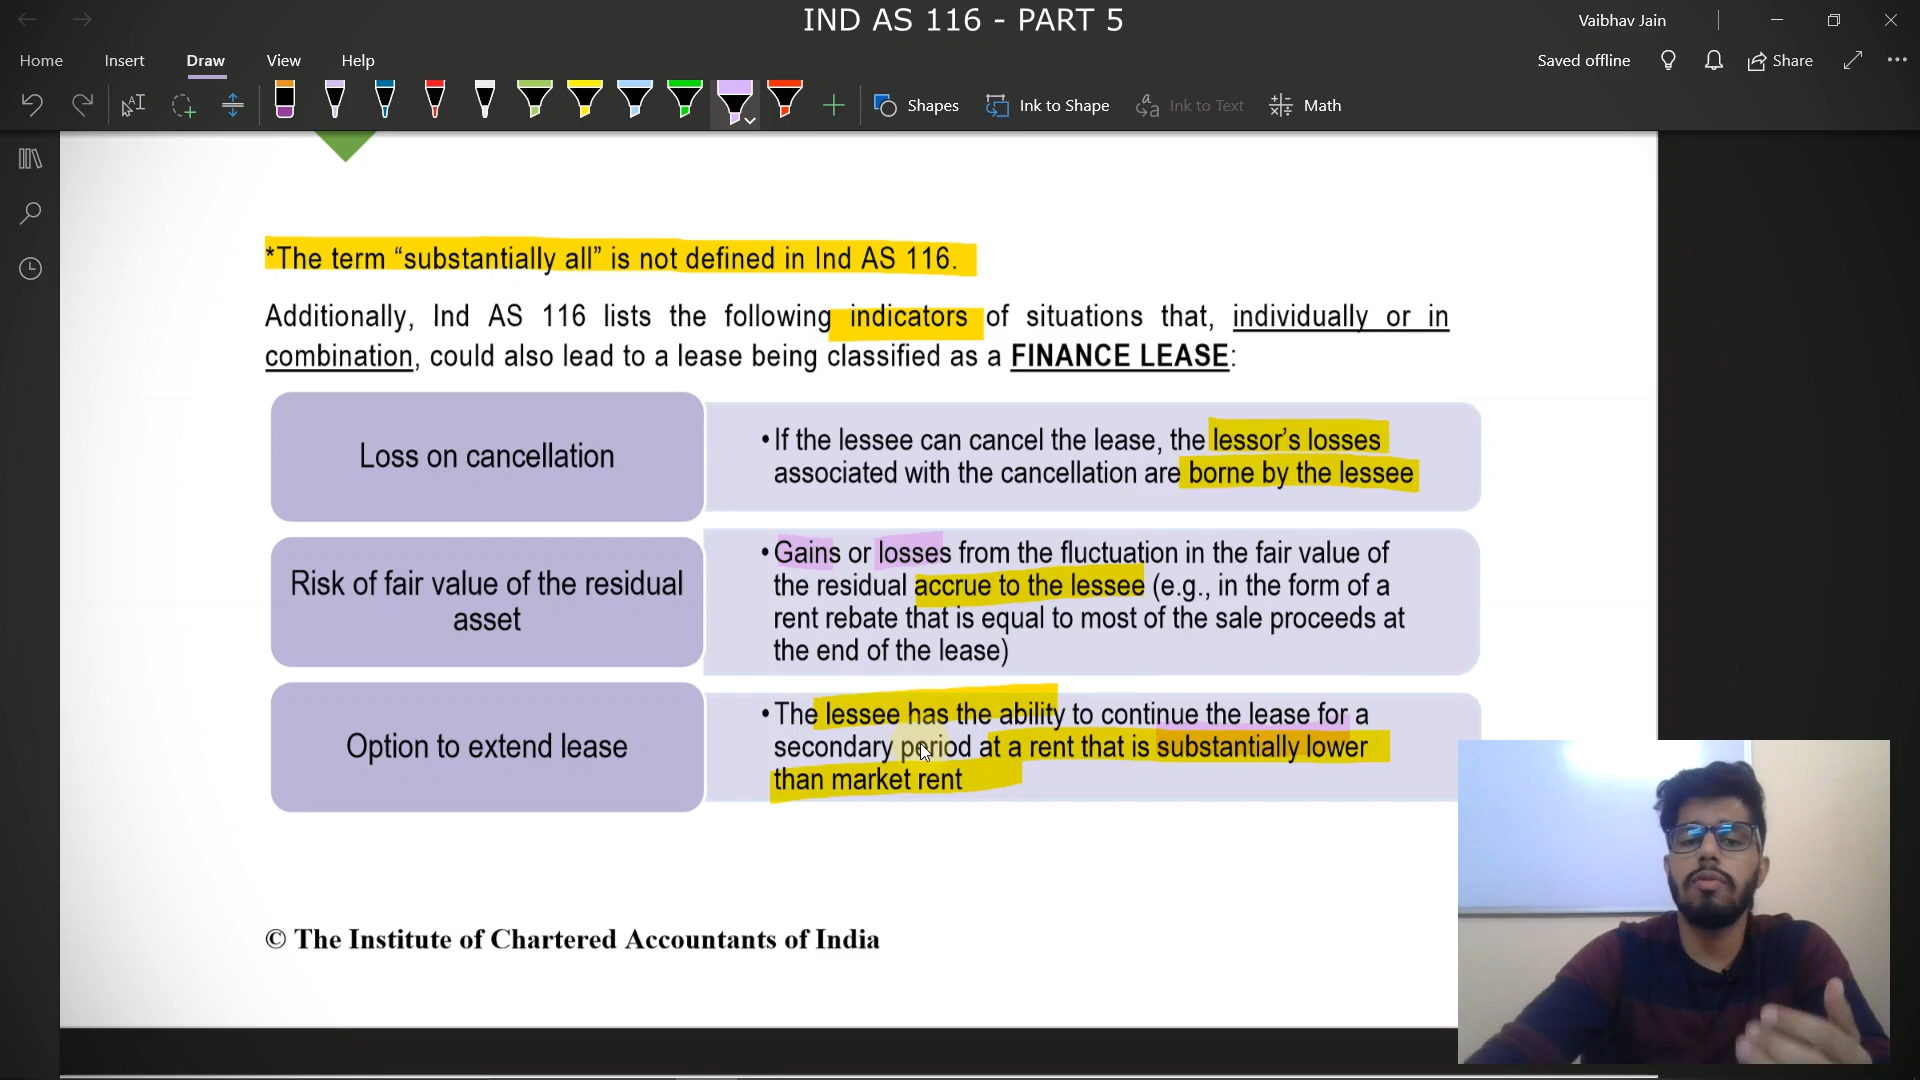 IND AS 116 - PART 5
Vaibhav Jain
Home Insert Draw View Help
Saved offline
Share
Shapes
Ink to Shape
Ink to Text
Math
*The term “substantially all” is not defined in Ind AS 116.
Additionally, Ind AS 116 lists the following indicators of situations that, individually or in
combination, could also lead to a lease being classified as a FINANCE LEASE:
Loss on cancellation
•If the lessee can cancel the lease, the lessor’s losses
associated with the cancellation are borne by the lessee
Risk of fair value of the residual
asset
•Gains or losses from the fluctuation in the fair value of
the residual accrue to the lessee (e.g., in the form of a
rent rebate that is equal to most of the sale proceeds at
the end of the lease)
Option to extend lease
•The lessee has the ability to continue the lease for a
secondary period at a rent that is substantially lower
than market rent
© The Institute of Chartered Accountants of India